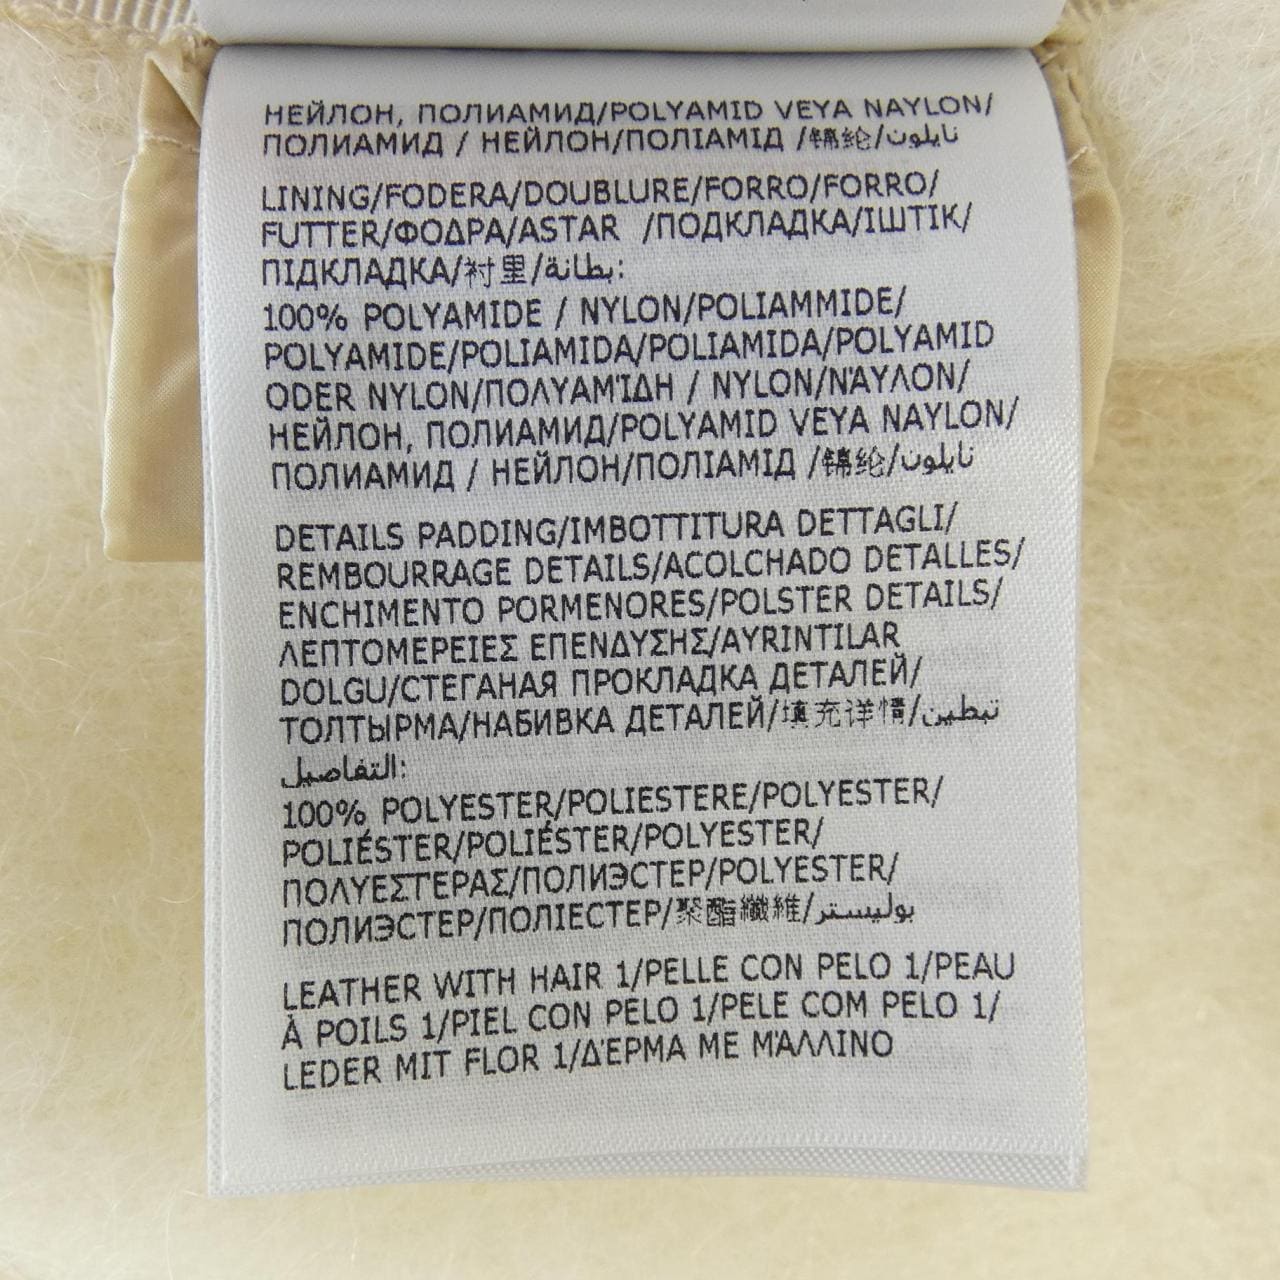 НЕЙЛОН, ПОЛИАМИД/POLYAMID VEYA NAYLON/
ПОЛИАМИД / НЕЙЛОН/ПОЛІАМІД /锦纶/نايلون
LINING/FODERA/DOUBLURE/FORRO/FORRO/
FUTTER/ΦΟΔΡΑ/ASTAR /ПОДКЛАДКА/ІШТІК/
ПІДКЛАДКА/衬里/بطانة:
100% POLYAMIDE / NYLON/POLIAMMIDE/
POLYAMIDE/POLIAMIDA/POLIAMIDA/POLYAMID
ODER NYLON/ΠΟΛΥΑΜΊΔΗ / NYLON/ΝΆΥΛΟΝ/
НЕЙЛОН, ПОЛИАМИД/POLYAMID VEYA NAYLON/
ПОЛИАМИД / НЕЙЛОН/ПОЛІАМІД /锦纶/نايلون
DETAILS PADDING/IMBOTTITURA DETTAGLI/
REMBOURRAGE DETAILS/ACOLCHADO DETALLES/
ENCHIMENTO PORMENORES/POLSTER DETAILS/
ΛΕΠΤΟΜΕΡΕΙΕΣ ΕΠΕΝΔΥΣΗΣ/AYRINTILAR
DOLGU/СТЕГАНАЯ ПРОКЛАДКА ДЕТАЛЕЙ/
ТОЛТЫРМА/НАБИВКА ДЕТАЛЕЙ/填充详情/تبطين
التفاصيل:
100% POLYESTER/POLIESTERE/POLYESTER/
POLIÉSTER/POLIÉSTER/POLYESTER/
ΠΟΛΥΕΣΤΕΡΑΣ/ПОЛИЭСТЕР/POLYESTER/
ПОЛИЭСТЕР/ПОЛІЕСТЕР/聚酯纖維/بوليستر
LEATHER WITH HAIR 1/PELLE CON PELO 1/PEAU
À POILS 1/PIEL CON PELO 1/PELE COM PELO 1/
LEDER MIT FLOR 1/ΔΈΡΜΑ ΜΕ ΜΆΛΛΙΝΟ